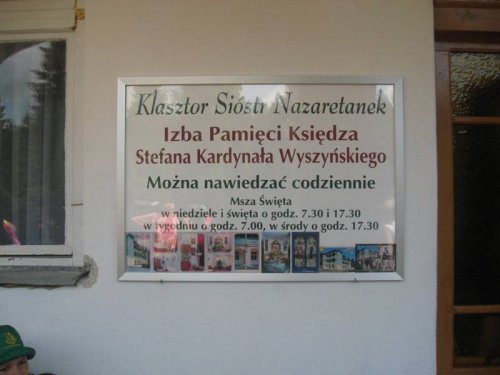 Klasztor Sióstr Nazaretanek
Izba Pamięci Księdza
Stefana Kardynała Wyszyńskiego
Można nawiedzać codziennie
Msza Święta
w niedziele i święta o godz. 7.30 i 17.30
w tygodniu o godz. 7.00, w środy o godz. 17.30